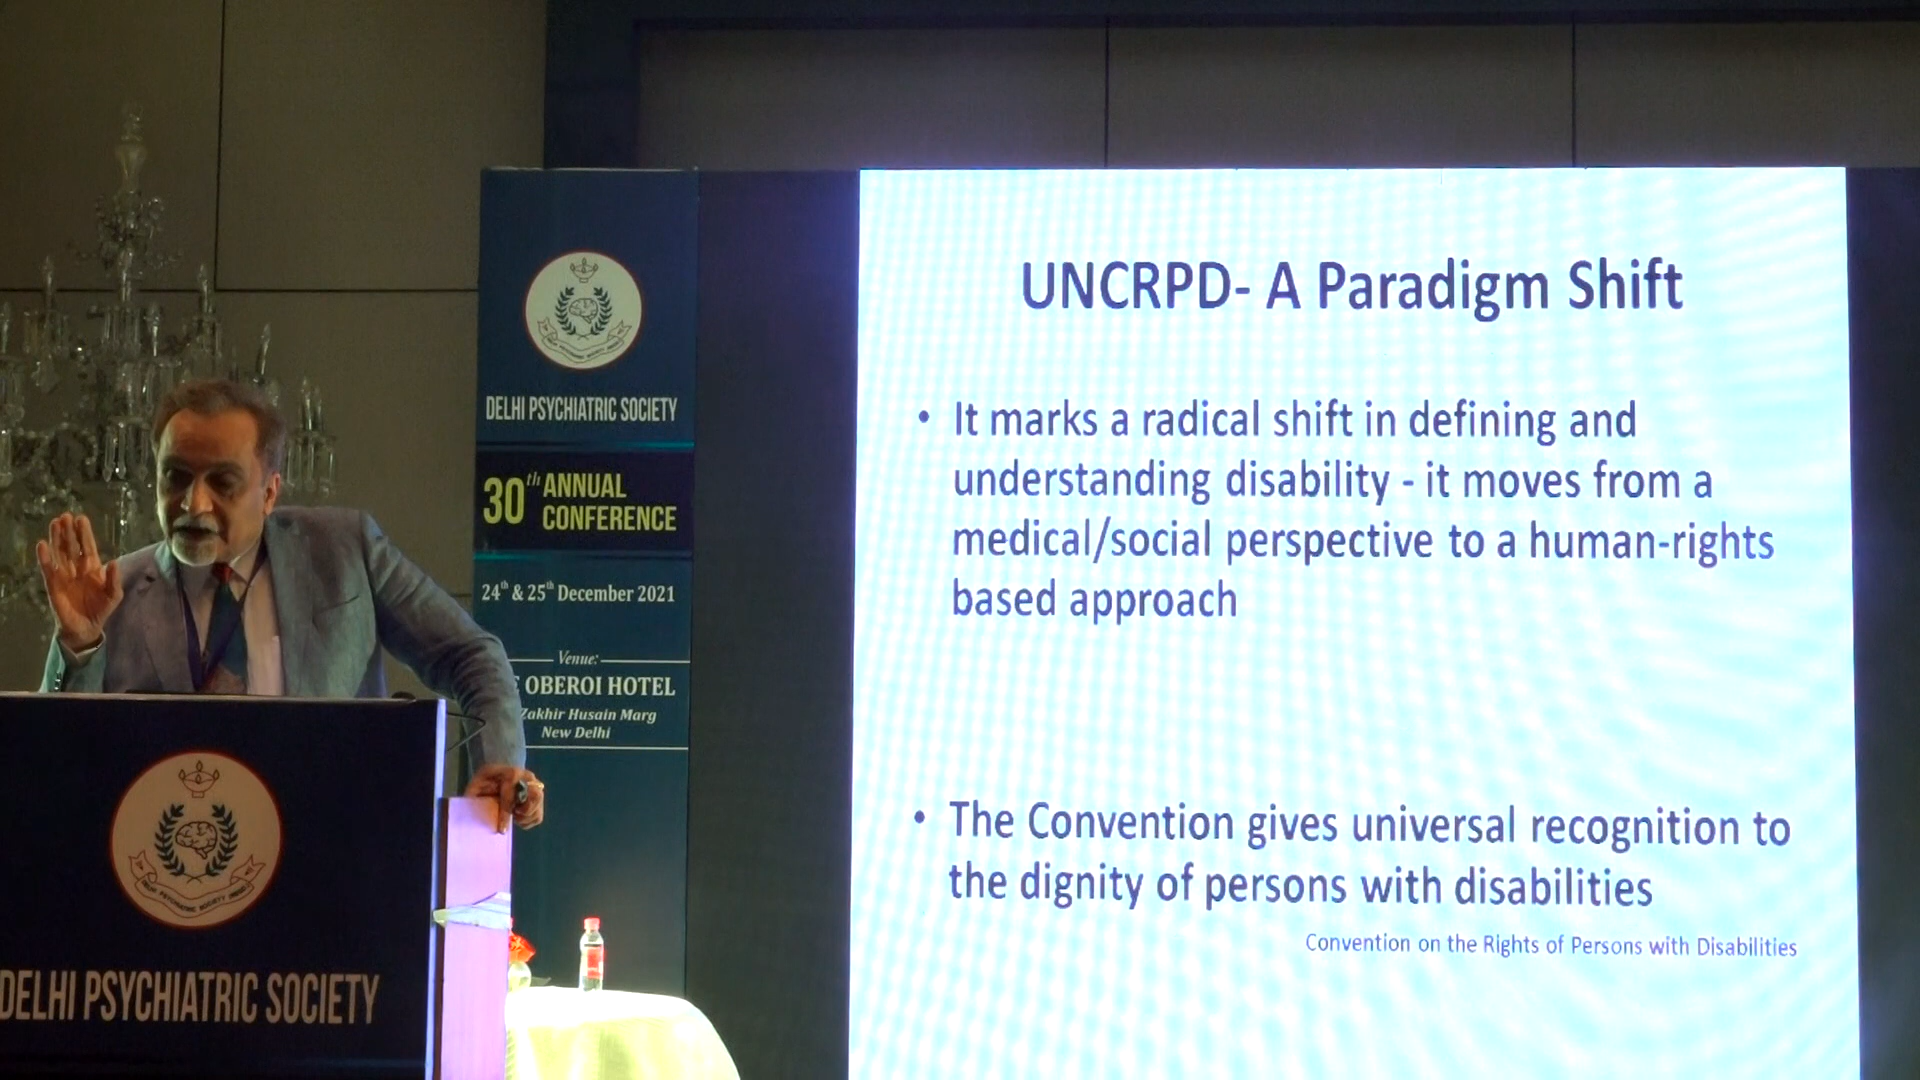 DELHI PSYCHIATRIC SOCIETY
30th ANNUAL
CONFERENCE
24th & 25th December 2021
Venue:
OBEROI HOTEL
Zakhir Husain Marg
New Delhi
DELHI PSYCHIATRIC SOCIETY
UNCRPD- A Paradigm Shift
• It marks a radical shift in defining and
understanding disability - it moves from a
medical/social perspective to a human-rights
based approach
• The Convention gives universal recognition to
the dignity of persons with disabilities
Convention on the Rights of Persons with Disabilities